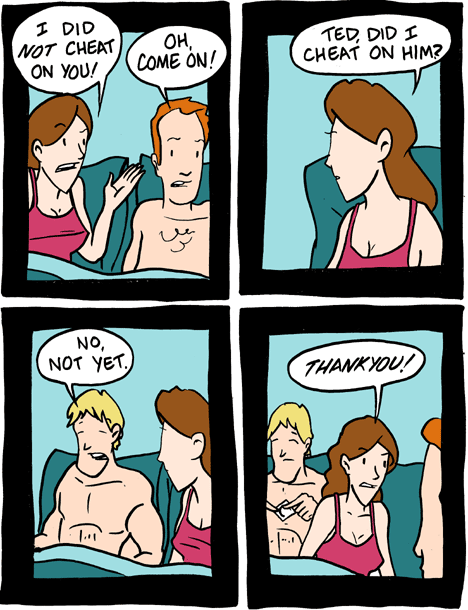 I DID
NOT CHEAT
ON YOU!
OH,
COME ON!
TED, DID I
CHEAT ON HIM?
NO,
NOT YET.
THANKYOU!